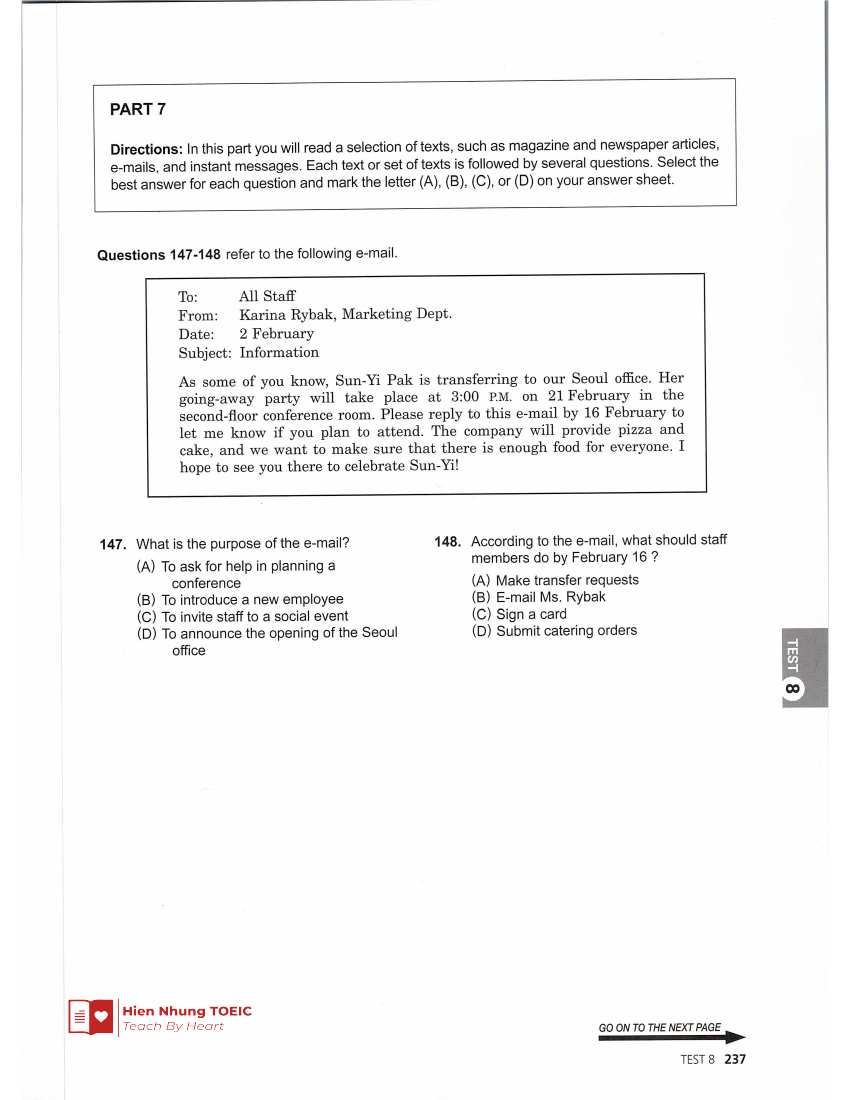 PART 7
Directions: In this part you will read a selection of texts, such as magazine and newspaper articles,
e-mails, and instant messages. Each text or set of texts is followed by several questions. Select the
best answer for each question and mark the letter (A), (B), (C), or (D) on your answer sheet.
Questions 147-148 refer to the following e-mail.
To: All Staff
From: Karina Rybak, Marketing Dept.
Date: 2 February
Subject: Information
As some of you know, Sun-Yi Pak is transferring to our Seoul office. Her
going-away party will take place at 3:00 P.M. on 21 February in the
second-floor conference room. Please reply to this e-mail by 16 February to
let me know if you plan to attend. The company will provide pizza and
cake, and we want to make sure that there is enough food for everyone. I
hope to see you there to celebrate Sun-Yi!
147. What is the purpose of the e-mail?
(A) To ask for help in planning a
conference
(B) To introduce a new employee
(C) To invite staff to a social event
(D) To announce the opening of the Seoul
office
148. According to the e-mail, what should staff
members do by February 16 ?
(A) Make transfer requests
(B) E-mail Ms. Rybak
(C) Sign a card
(D) Submit catering orders
TEST 8
Hien Nhung TOEIC
Teach By Heart
GO ON TO THE NEXT PAGE
TEST 8 237